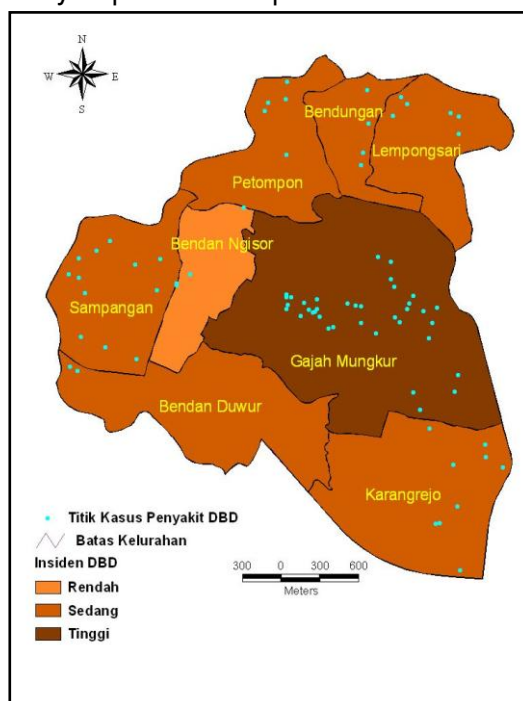 N
W E
S
Bendungan
Lempongsari
Petompon
Bendan Ngisor
Sampangan
Gajah Mungkur
Bendan Duwur
Karangrejo
Titik Kasus Penyakit DBD
Batas Kelurahan
Insiden DBD
Rendah
Sedang
Tinggi
300 0 300 600
Meters